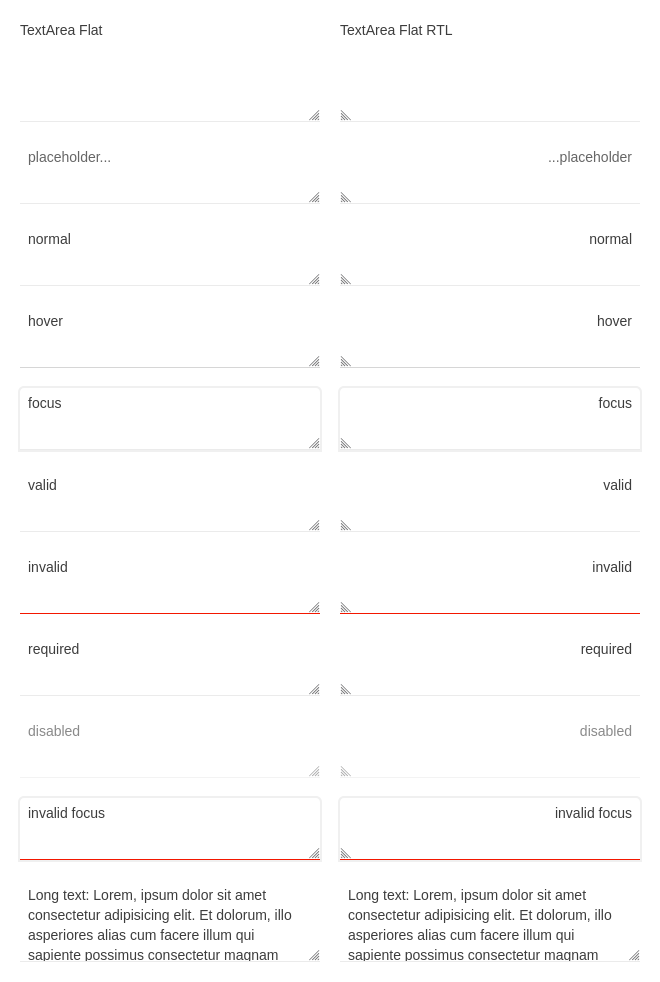 TextArea Flat
TextArea Flat RTL
placeholder...
...placeholder
normal
normal
hover
hover
focus
focus
valid
valid
invalid
invalid
required
required
disabled
disabled
invalid focus
invalid focus
Long text: Lorem, ipsum dolor sit amet
consectetur adipisicing elit. Et dolorum, illo
asperiores alias cum facere illum qui
sapiente possimus consectetur magnam
Long text: Lorem, ipsum dolor sit amet
consectetur adipisicing elit. Et dolorum, illo
asperiores alias cum facere illum qui
sapiente possimus consectetur magnam